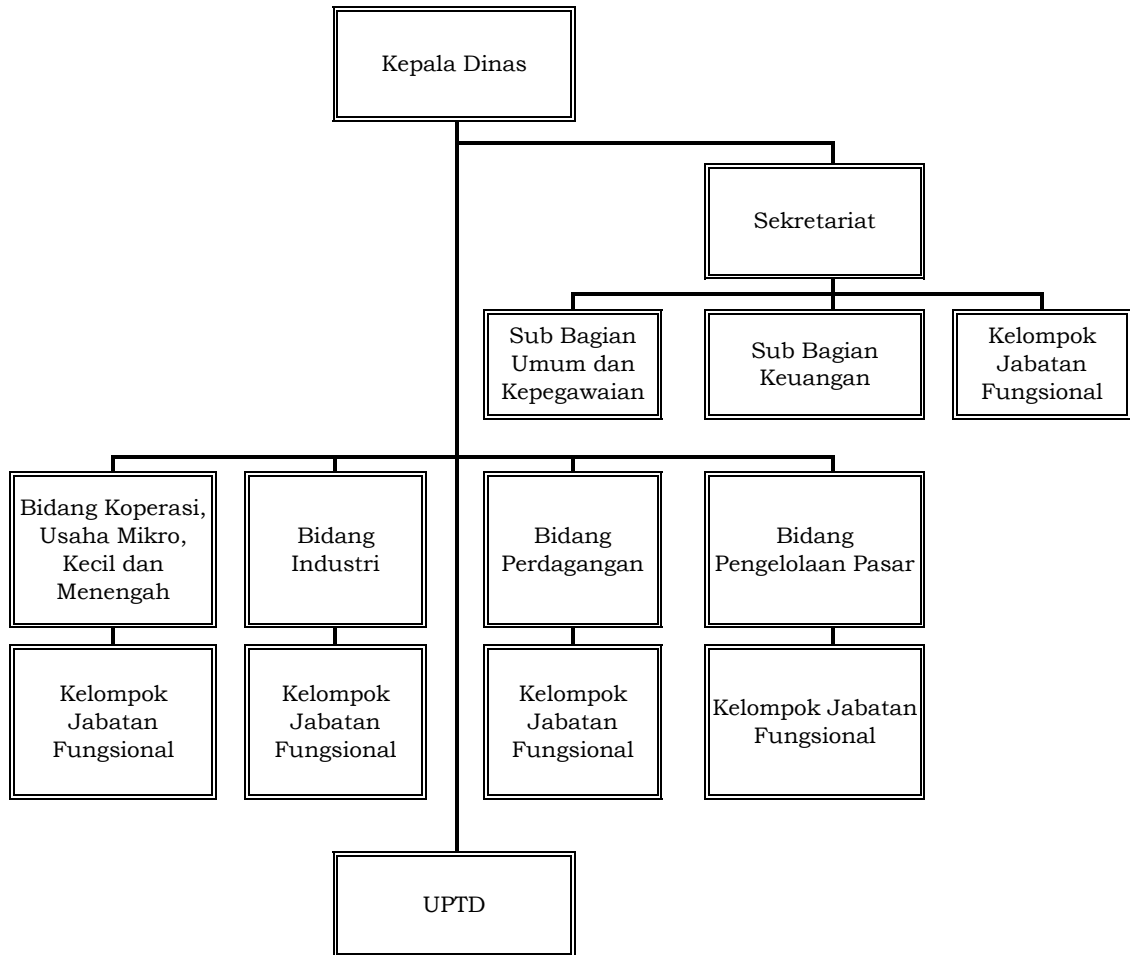 Kepala Dinas
Sekretariat
Sub Bagian
Umum dan
Kepegawaian
Sub Bagian
Keuangan
Kelompok
Jabatan
Fungsional
Bidang Koperasi,
Usaha Mikro,
Kecil dan
Menengah
Bidang
Industri
Bidang
Perdagangan
Bidang
Pengelolaan Pasar
Kelompok
Jabatan
Fungsional
Kelompok
Jabatan
Fungsional
Kelompok
Jabatan
Fungsional
Kelompok Jabatan
Fungsional
UPTD